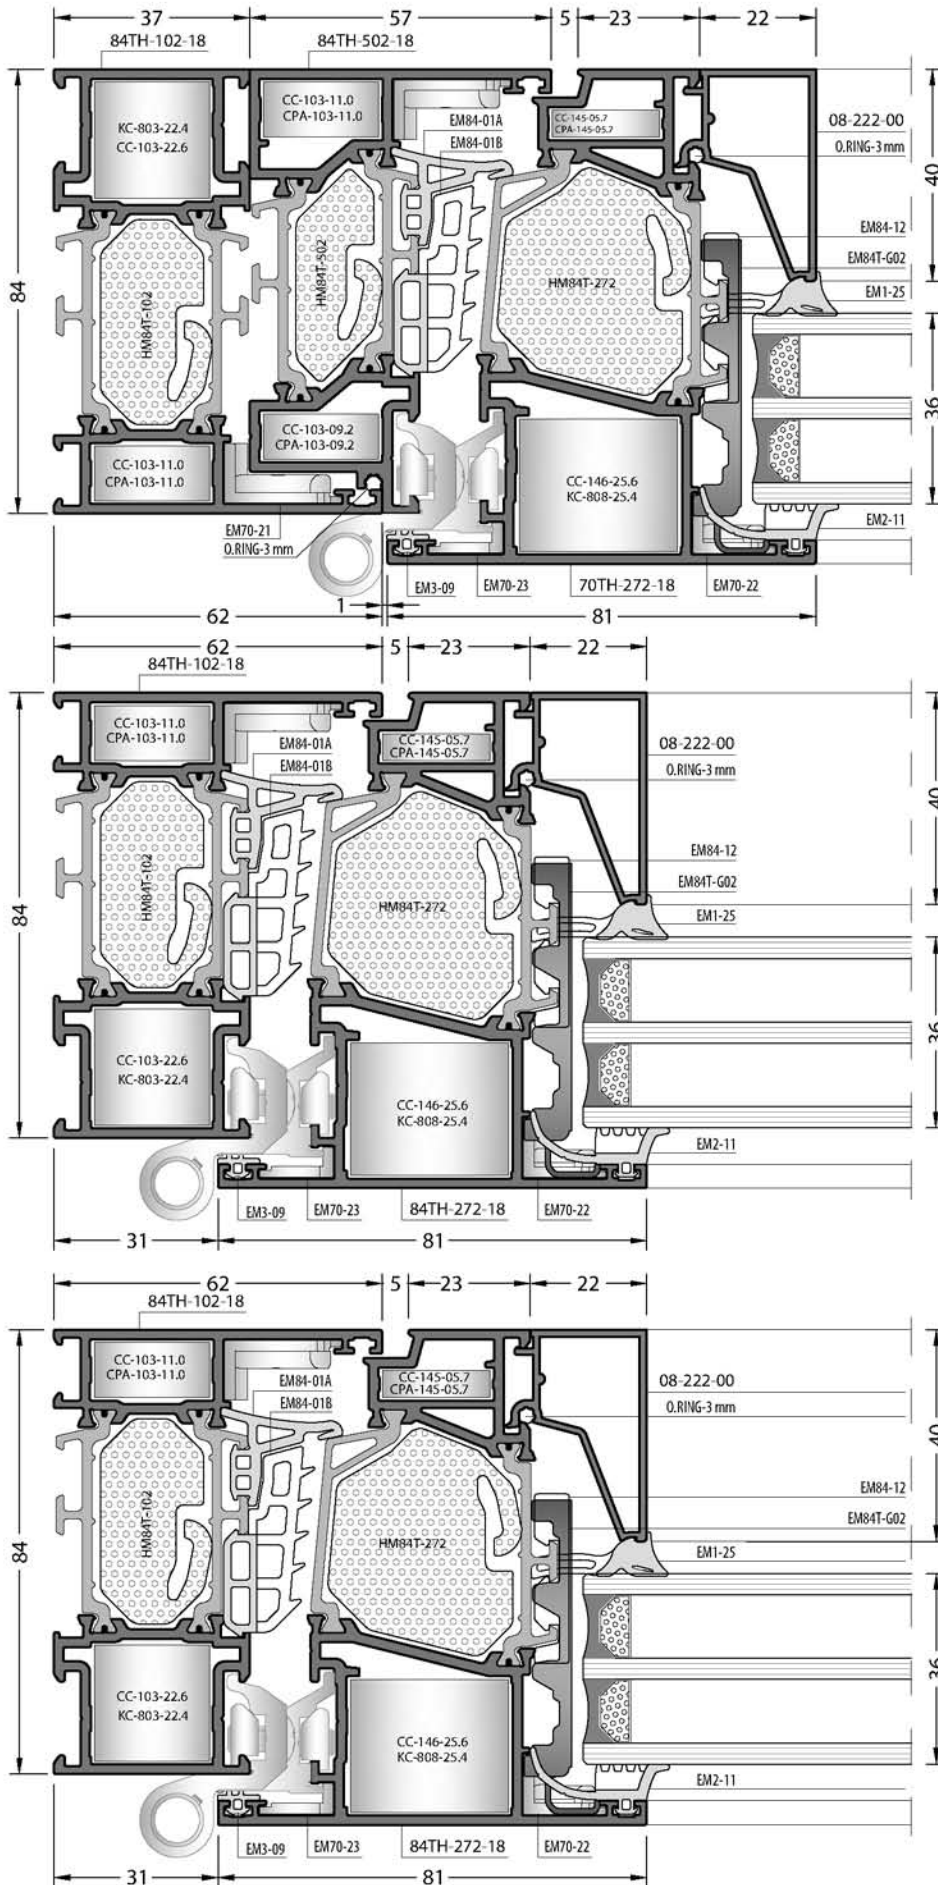 37 57 5 23 22
84TH-102-18 84TH-502-18
84
KC-803-22.4
CC-103-22.6
CC-103-11.0
CPA-103-11.0
EM84-01A
EM84-01B
CC-145-05.7
CPA-145-05.7
08-222-00
O.RING-3 mm
40
EM84-12
EM84T-G02
EM1-25
HM84T-102
HM84T-502
HM84T-272
36
CC-103-11.0
CPA-103-11.0
CC-103-09.2
CPA-103-09.2
CC-146-25.6
KC-808-25.4
EM2-11
EM70-21
O.RING-3 mm
EM3-09 EM70-23 70TH-272-18 EM70-22
1
62 81
62 5 23 22
84TH-102-18
84
CC-103-11.0
CPA-103-11.0
EM84-01A
EM84-01B
CC-145-05.7
CPA-145-05.7
08-222-00
O.RING-3 mm
40
EM84-12
EM84T-G02
EM1-25
HM84T-102
HM84T-272
36
CC-103-22.6
KC-803-22.4
CC-146-25.6
KC-808-25.4
EM2-11
EM3-09 EM70-23 84TH-272-18 EM70-22
31 81
62 5 23 22
84TH-102-18
84
CC-103-11.0
CPA-103-11.0
EM84-01A
EM84-01B
CC-145-05.7
CPA-145-05.7
08-222-00
O.RING-3 mm
40
EM84-12
EM84T-G02
EM1-25
HM84T-102
HM84T-272
36
CC-103-22.6
KC-803-22.4
CC-146-25.6
KC-808-25.4
EM2-11
EM3-09 EM70-23 84TH-272-18 EM70-22
31 81